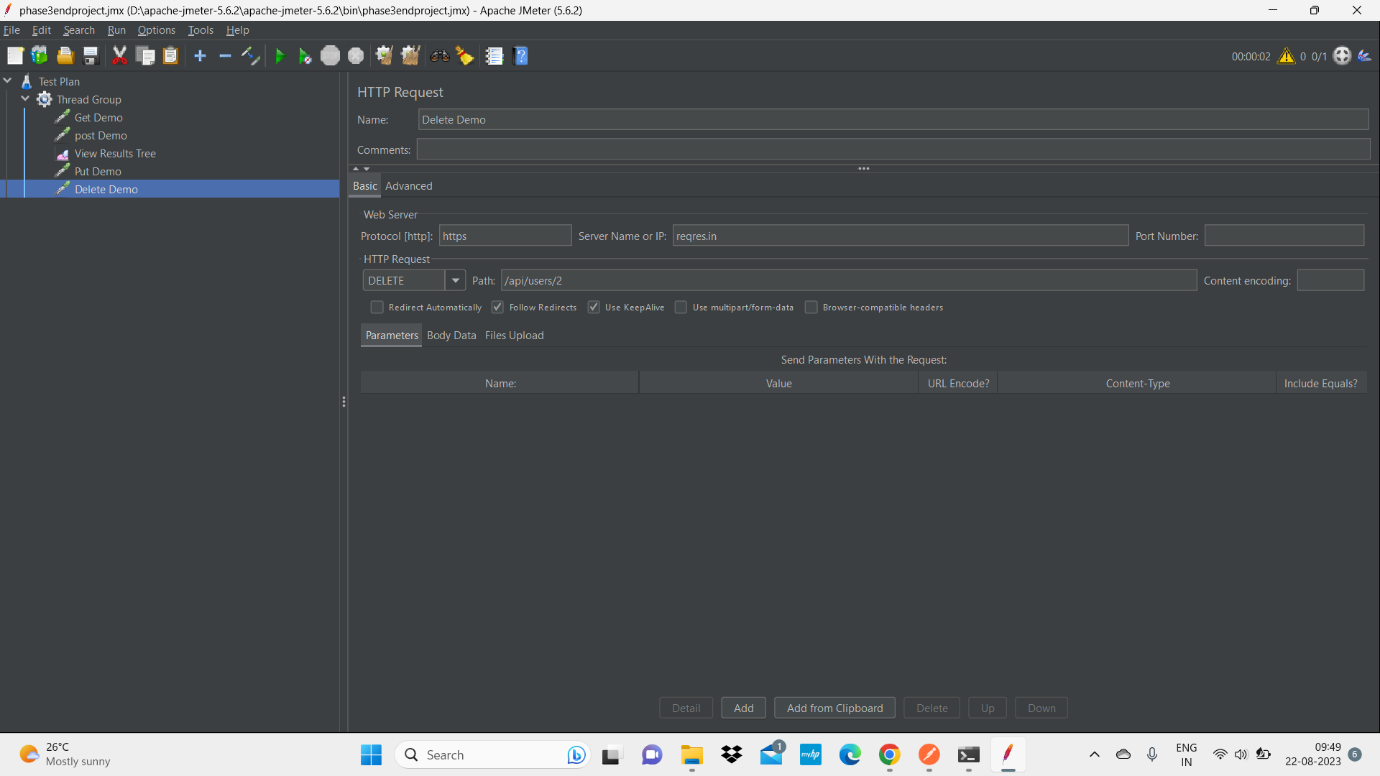 phase3endproject.jmx (D:\apache-jmeter-5.6.2\apache-jmeter-5.6.2\bin\phase3endproject.jmx) - Apache JMeter (5.6.2)
File Edit Search Run Options Tools Help
00:00:02 0 0/1
Test Plan
Thread Group
Get Demo
post Demo
View Results Tree
Put Demo
Delete Demo
HTTP Request
Name: Delete Demo
Comments:
Basic Advanced
Web Server
Protocol [http]: https Server Name or IP: reqres.in Port Number:
HTTP Request
DELETE Path: /api/users/2 Content encoding:
Redirect Automatically Follow Redirects Use KeepAlive Use multipart/form-data Browser-compatible headers
Parameters Body Data Files Upload
Send Parameters With the Request:
Name: Value URL Encode? Content-Type Include Equals?
Detail Add Add from Clipboard Delete Up Down
26°C
Mostly sunny
Search
1
myhp
ENG
IN
09:49
22-08-2023
6